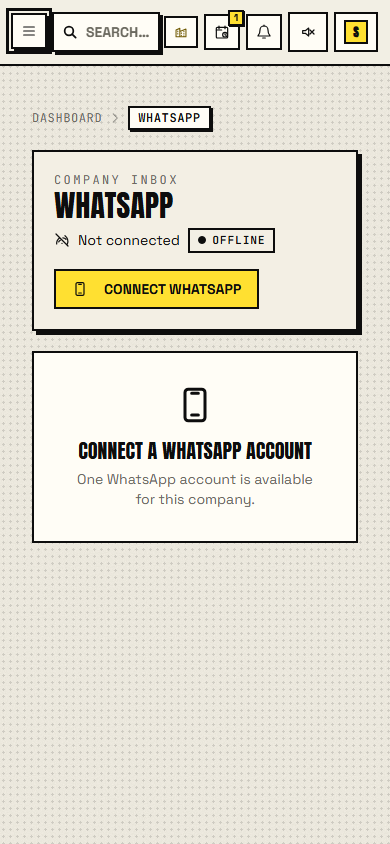 SEARCH...
1
$
DASHBOARD
WHATSAPP
COMPANY INBOX
WHATSAPP
Not connected
OFFLINE
CONNECT WHATSAPP
CONNECT A WHATSAPP ACCOUNT
One WhatsApp account is available
for this company.